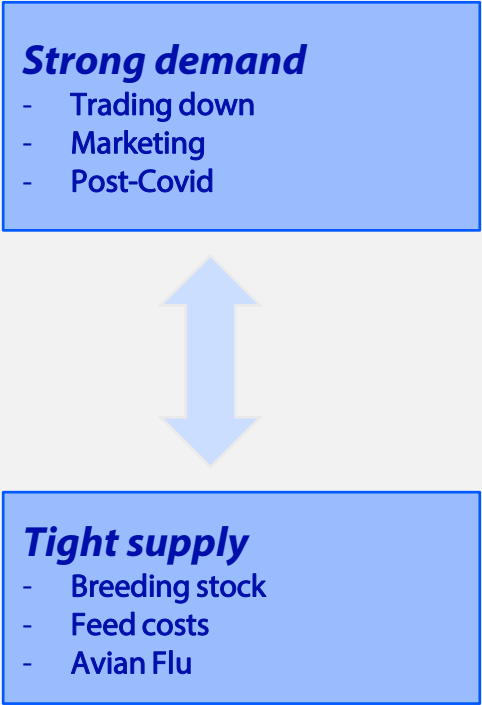 Strong demand
- Trading down
- Marketing
- Post-Covid
Tight supply
- Breeding stock
- Feed costs
- Avian Flu